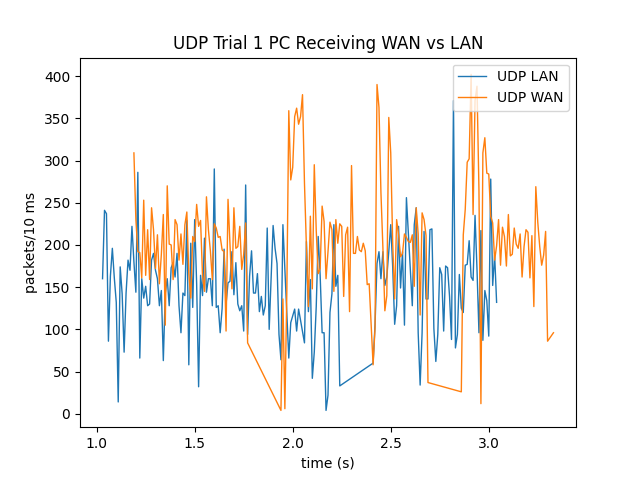 UDP Trial 1 PC Receiving WAN vs LAN
UDP LAN
UDP WAN
400
350
300
250
200
150
100
50
0
packets/10 ms
1.0 1.5 2.0 2.5 3.0
time (s)